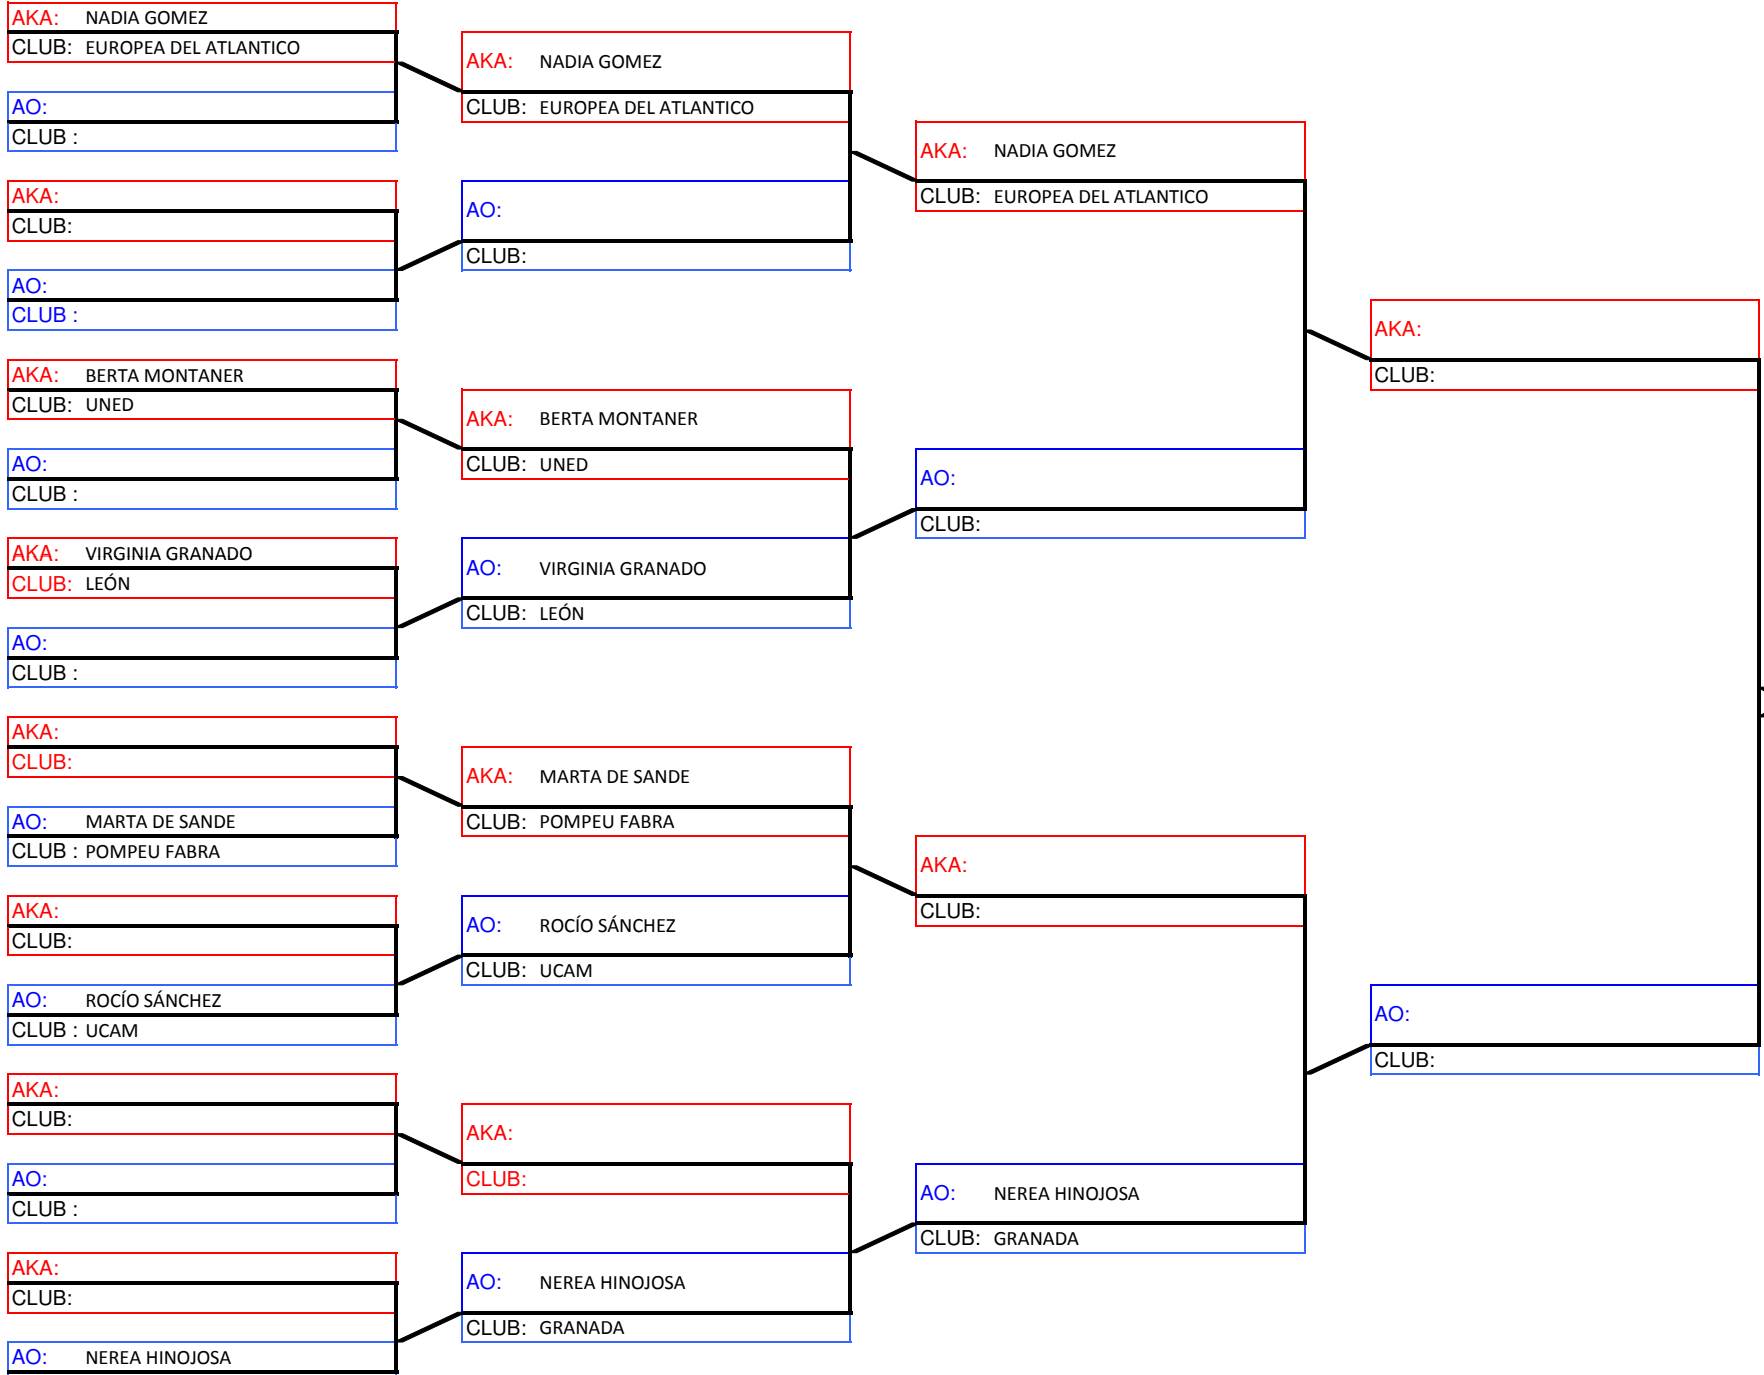 AKA: NADIA GOMEZ
CLUB: EUROPEA DEL ATLANTICO
AO:
CLUB :
AKA:
CLUB:
AO:
CLUB :
AKA: BERTA MONTANER
CLUB: UNED
AO:
CLUB :
AKA: VIRGINIA GRANADO
CLUB: LEÓN
AO:
CLUB :
AKA:
CLUB:
AO: MARTA DE SANDE
CLUB : POMPEU FABRA
AKA:
CLUB:
AO: ROCÍO SÁNCHEZ
CLUB : UCAM
AKA:
CLUB:
AO:
CLUB :
AKA:
CLUB:
AO: NEREA HINOJOSA
AKA: NADIA GOMEZ
CLUB: EUROPEA DEL ATLANTICO
AO:
CLUB:
AKA: BERTA MONTANER
CLUB: UNED
AO: VIRGINIA GRANADO
CLUB: LEÓN
AKA: MARTA DE SANDE
CLUB: POMPEU FABRA
AO: ROCÍO SÁNCHEZ
CLUB: UCAM
AKA:
CLUB:
AO: NEREA HINOJOSA
CLUB: GRANADA
AKA: NADIA GOMEZ
CLUB: EUROPEA DEL ATLANTICO
AO:
CLUB:
AKA:
CLUB:
AO: NEREA HINOJOSA
CLUB: GRANADA
AKA:
CLUB:
AO:
CLUB: